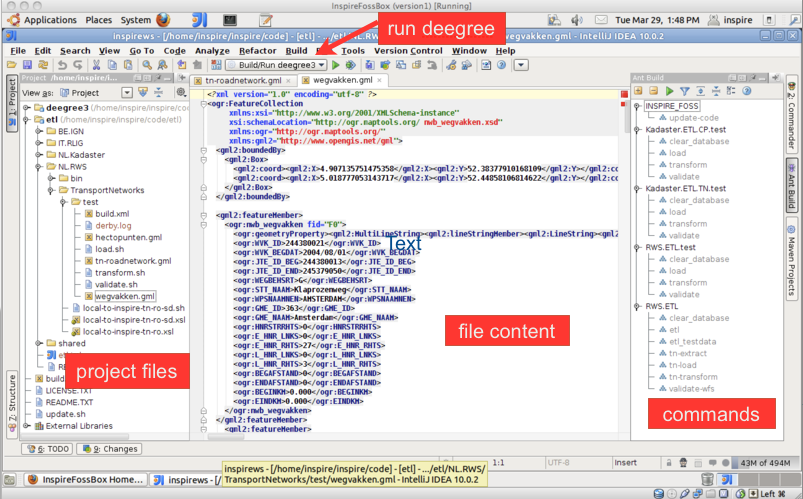 InspireFossBox (version1) [Running]
Applications Places System
Tue Mar 29, 1:48 PM inspire
run deegree
inspirews - [/home/inspire/inspire/code] - [etl] - .../etl/NL.RWS
- IntelliJ IDEA 10.0.2
File Edit Search View Go To Code Analyze Refactor Build Tools Version Control Window Help
Build/Run deegree3
Project /home/inspire/i
View as: Project
1: Project
7: Structure
deegree3 (/home/inspire/inspire/co
etl (/home/inspire/inspire/code/etl)
BE.IGN
IT.RLIG
NL.Kadaster
NL.RWS
bin
TransportNetworks
test
build.xml
derby.log
hectopunten.gml
load.sh
tn-roadnetwork.gml
transform.sh
validate.sh
wegvakken.gml
local-to-inspire-tn-ro-sd.sh
local-to-inspire-tn-ro-sd.xsl
local-to-inspire-tn-ro.xsl
shared
project files
LICENSE.TXT
README.TXT
update.sh
External Libraries
tn-roadnetwork.gml wegvakken.gml
<?xml version="1.0" encoding="utf-8" ?>
<ogr:FeatureCollection
xmlns:xsi="http://www.w3.org/2001/XMLSchema-instance"
xsi:schemaLocation="http://ogr.maptools.org/ nwb_wegvakken.xsd"
xmlns:ogr="http://ogr.maptools.org/"
xmlns:gml2="http://www.opengis.net/gml">
<gml2:boundedBy>
<gml2:Box>
<gml2:coord><gml2:X>4.907135751475358</gml2:X><gml2:Y>52.38377910168109</gml2:Y></gml2:co
<gml2:coord><gml2:X>5.018777053143717</gml2:X><gml2:Y>52.44858106814622</gml2:Y></gml2:co
</gml2:Box>
</gml2:boundedBy>
<gml2:featureMember>
<ogr:nwb_wegvakken fid="F0">
<ogr:geometryProperty><gml2:MultiLineString><gml2:lineStringMember><gml2:LineString><gml2
<ogr:WVK_ID>244380021</ogr:WVK_ID>
Text
<ogr:WVK_BEGDAT>2004/08/01</ogr:WVK_BEGDAT>
<ogr:JTE_ID_BEG>244380013</ogr:JTE_ID_BEG>
<ogr:JTE_ID_END>245379050</ogr:JTE_ID_END>
<ogr:WEGBEHSRT>G</ogr:WEGBEHSRT>
<ogr:STT_NAAM>Klaprozenweg</ogr:STT_NAAM>
<ogr:WPSNAAMNEN>AMSTERDAM</ogr:WPSNAAMNEN>
<ogr:GME_ID>363</ogr:GME_ID>
<ogr:GME_NAAM>Amsterdam</ogr:GME_NAAM>
<ogr:HNRSTRRHTS>0</ogr:HNRSTRRHTS>
<ogr:E_HNR_LNKS>0</ogr:E_HNR_LNKS>
<ogr:E_HNR_RHTS>27</ogr:E_HNR_RHTS>
<ogr:L_HNR_LNKS>0</ogr:L_HNR_LNKS>
<ogr:L_HNR_RHTS>3</ogr:L_HNR_RHTS>
<ogr:BEGAFSTAND>0</ogr:BEGAFSTAND>
<ogr:ENDAFSTAND>0</ogr:ENDAFSTAND>
<ogr:BEGINKM>0.000</ogr:BEGINKM>
<ogr:EINDKM>0.000</ogr:EINDKM>
</ogr:nwb_wegvakken>
</gml2:featureMember>
<gml2:featureMember>
file content
Ant Build
INSPIRE_FOSS
update-code
Kadaster.ETL.CP.test
clear_database
load
transform
validate
Kadaster.ETL.TN.test
clear_database
load
transform
validate
RWS.ETL.test
clear_database
load
transform
validate
RWS.ETL
clear_database
etl
etl_testdata
tn-extract
tn-load
tn-transform
validate-wfs
commands
Commander
Ant Build
Maven Projects
6: TODO 9: Changes
1:1 UTF-8 Insert 43M of 494M
inspirews - [/home/inspire/inspire/code] - [etl] - .../etl/NL.RWS/
TransportNetworks/test/wegvakken.gml - IntelliJ IDEA 10.0.2
InspireFossBox Home... inspirews - [/home/in
Left ⌘